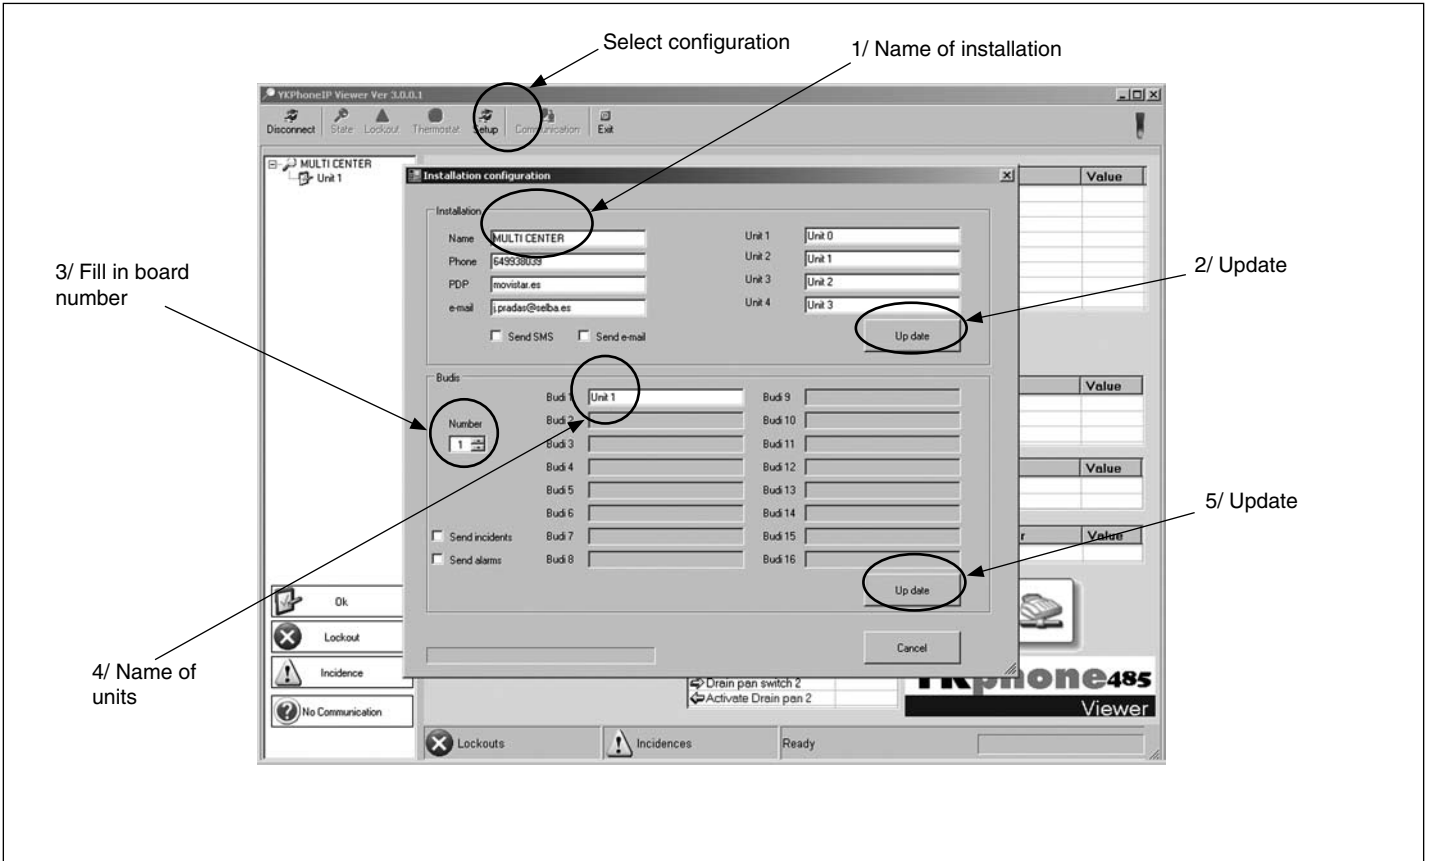 Select configuration
1/ Name of installation
YKPhoneIP Viewer Ver 3.0.0.1
Disconnect State Lockout Thermostat Setup Communication Exit
MULTI CENTER
Unit 1
Installation configuration
Value
Installation
Name MULTI CENTER Unit 1 Unit 0
Phone 649938039 Unit 2 Unit 1
PDP movistar.es Unit 3 Unit 2
e-mail j.pradas@selba.es Unit 4 Unit 3
Send SMS Send e-mail Up date
2/ Update
3/ Fill in board
number
Budis
Budi 1 Unit 1 Budi 9
Value
Number
1
Budi 2 Budi 10
Budi 3 Budi 11
Budi 4 Budi 12
Value
Budi 5 Budi 13
Budi 6 Budi 14
5/ Update
Send incidents Budi 7 Budi 15
r Value
Send alarms Budi 8 Budi 16
Up date
Ok
Lockout
Cancel
Incidence
4/ Name of
units
Drain pan switch 2
Activate Drain pan 2
YKphone485
Viewer
No Communication
Lockouts Incidences Ready